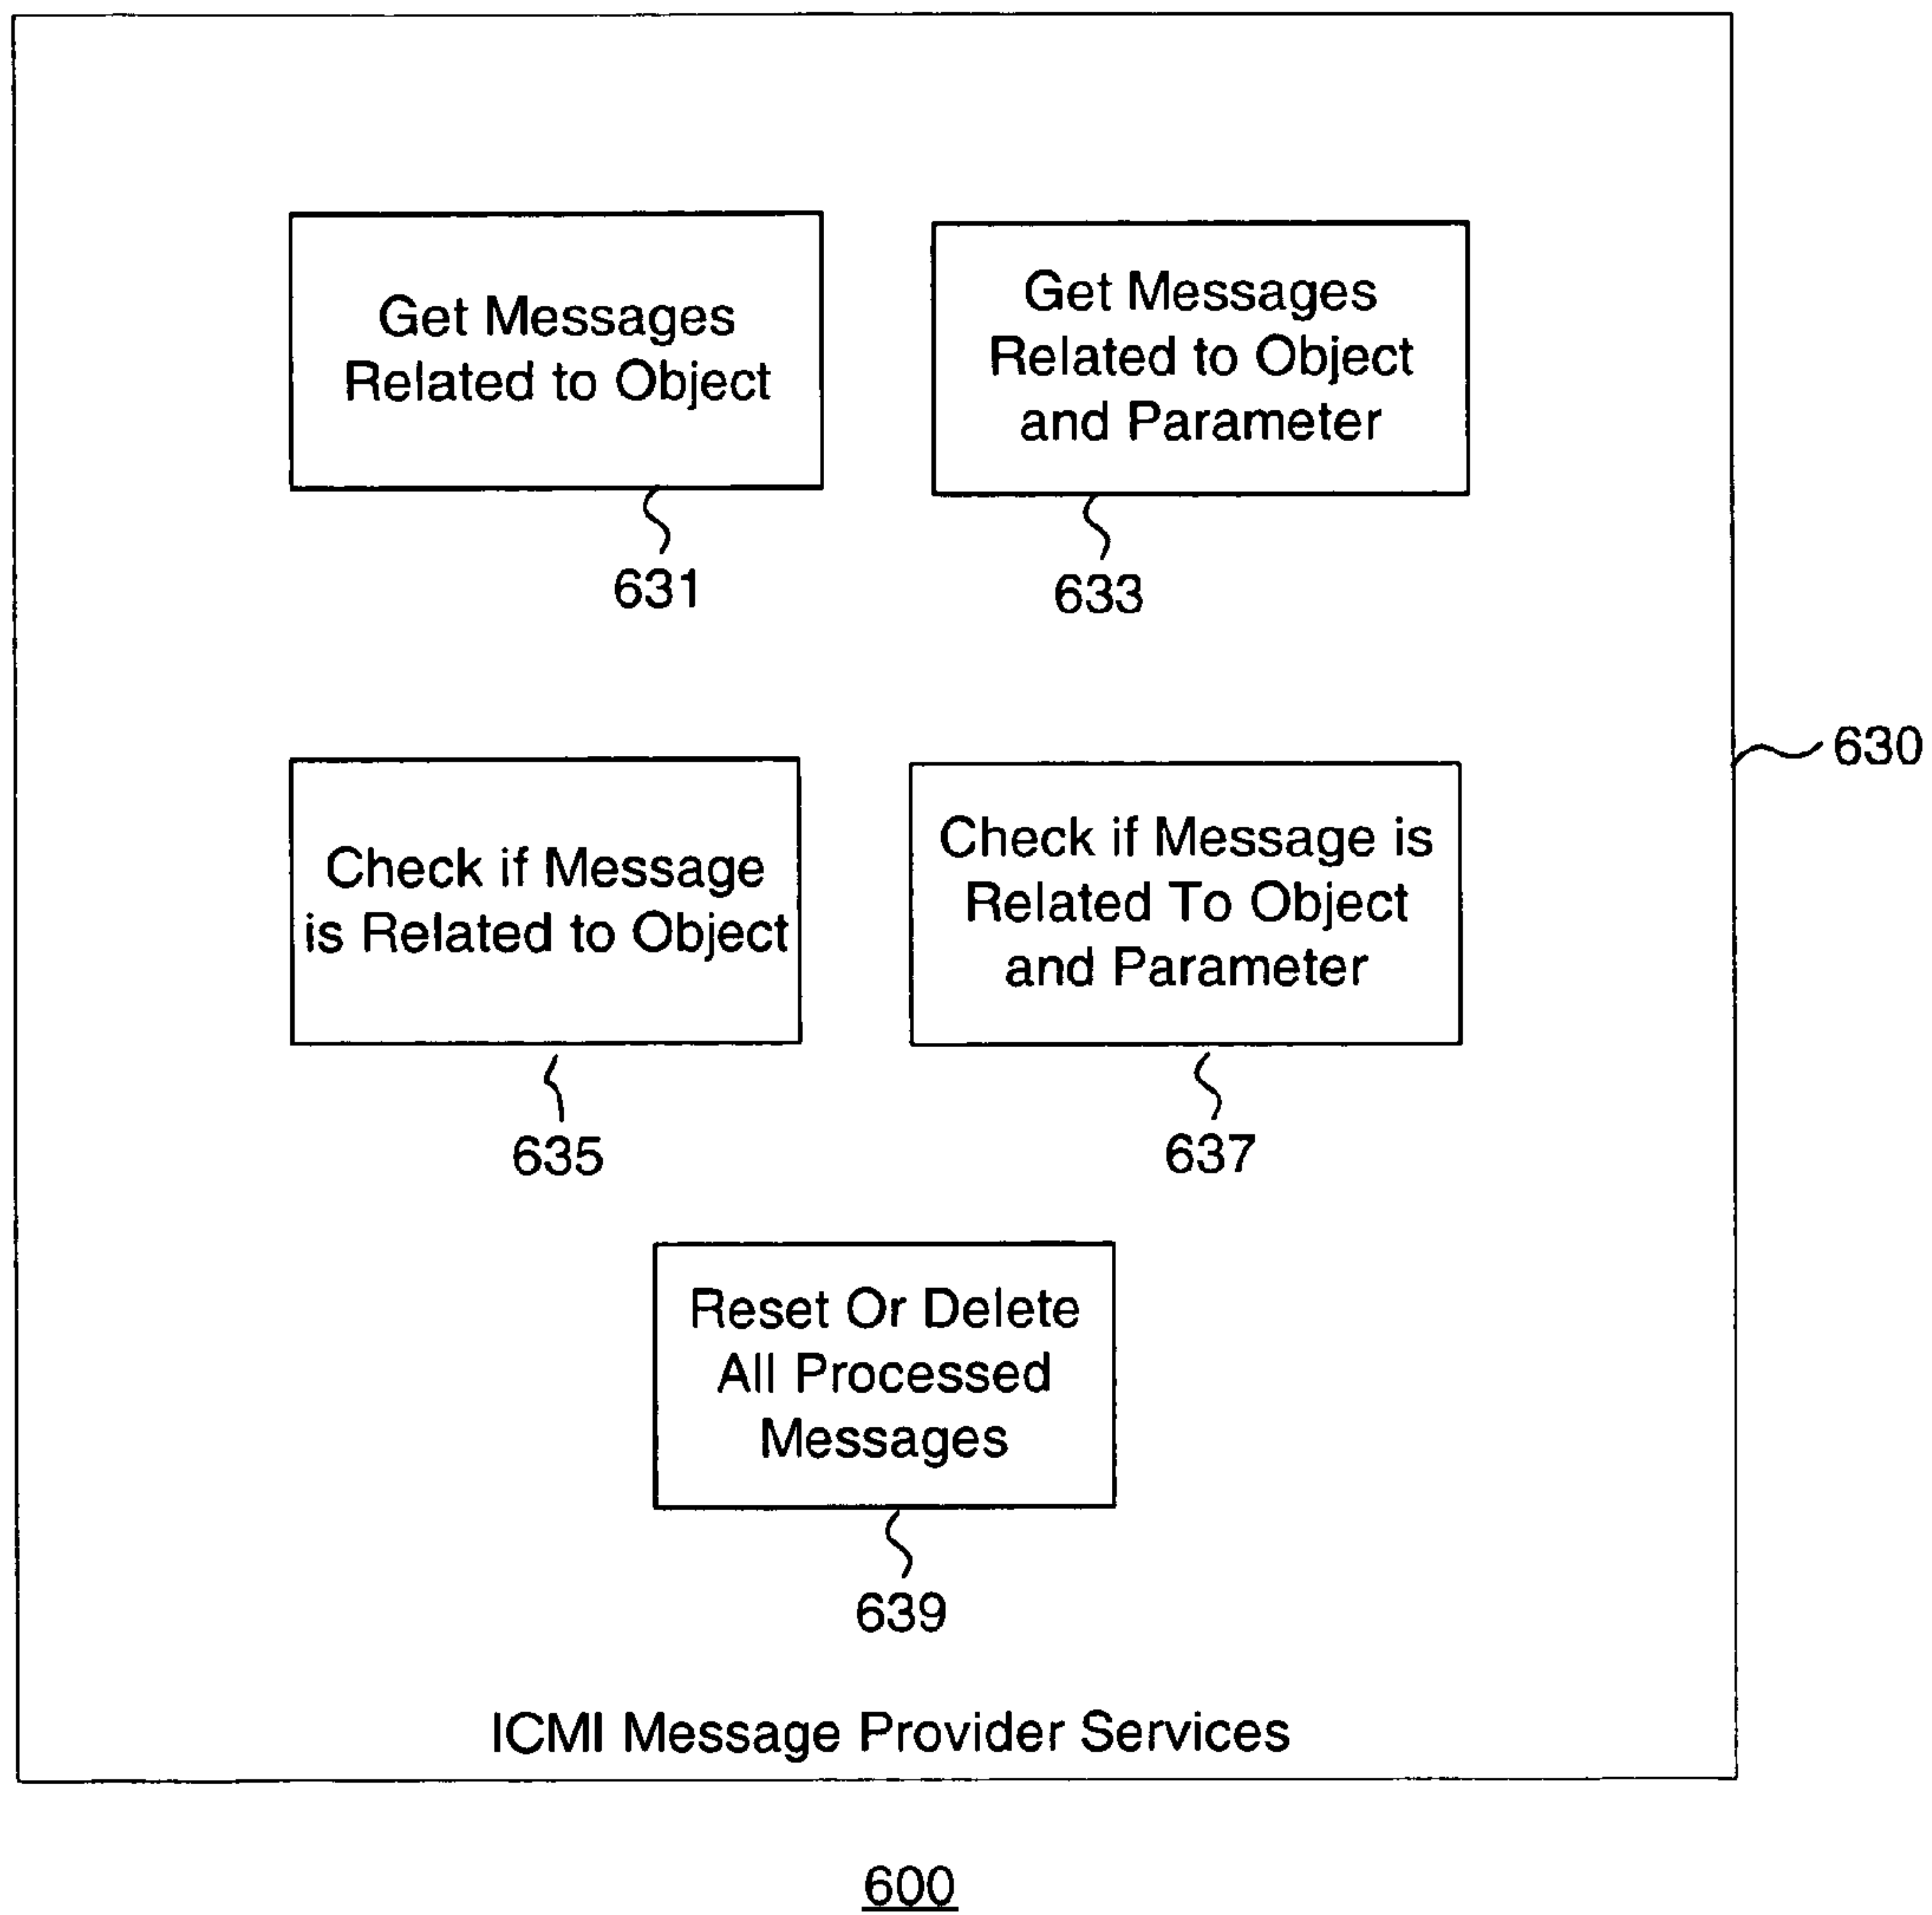 Get Messages
Related to Object
631
Get Messages
Related to Object
and Parameter
633
630
Check if Message
is Related to Object
635
Check if Message is
Related To Object
and Parameter
637
Reset Or Delete
All Processed
Messages
639
ICMI Message Provider Services
600